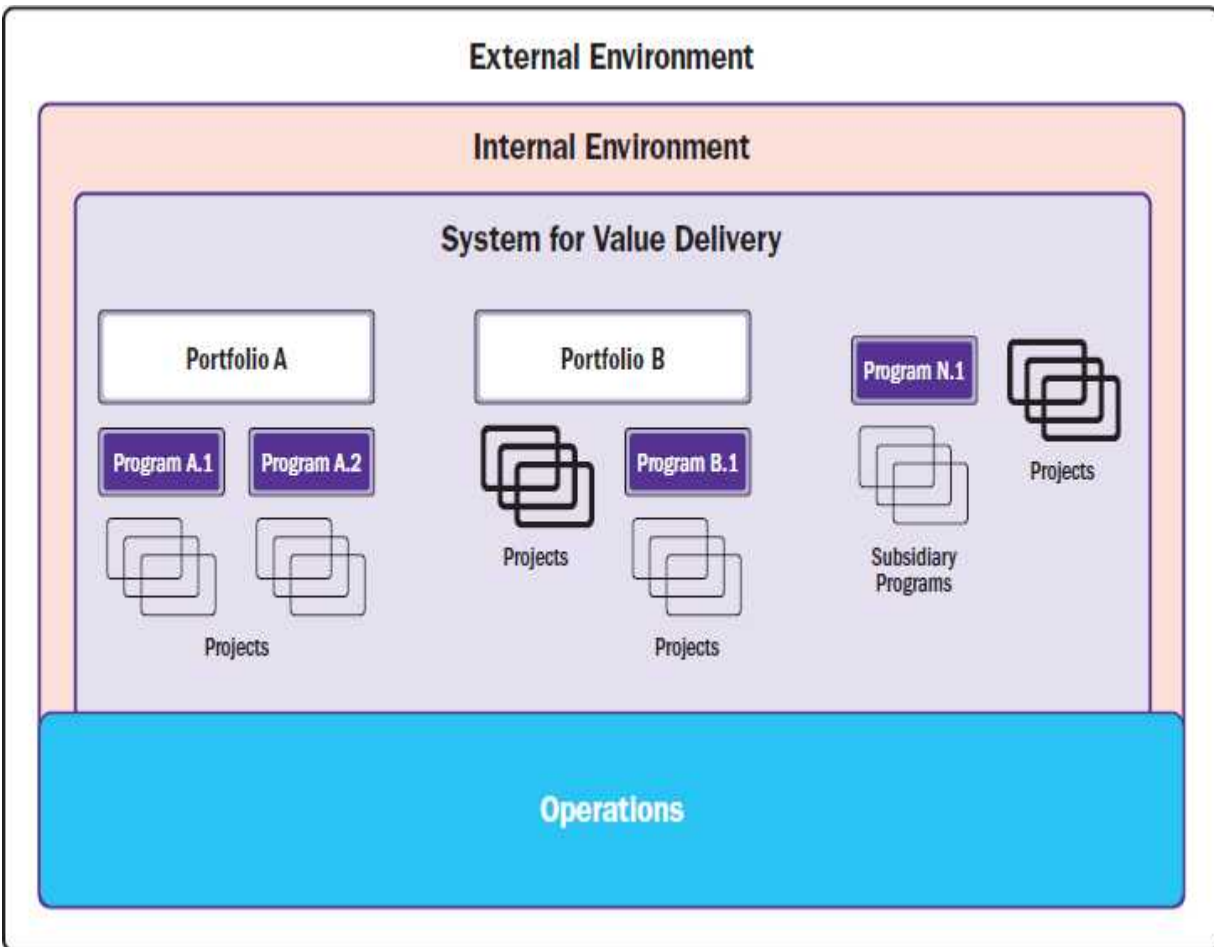 External Environment
Internal Environment
System for Value Delivery
Portfolio A
Portfolio B
Program N.1
Program A.1
Program A.2
Program B.1
Projects
Projects
Subsidiary
Programs
Projects
Projects
Operations